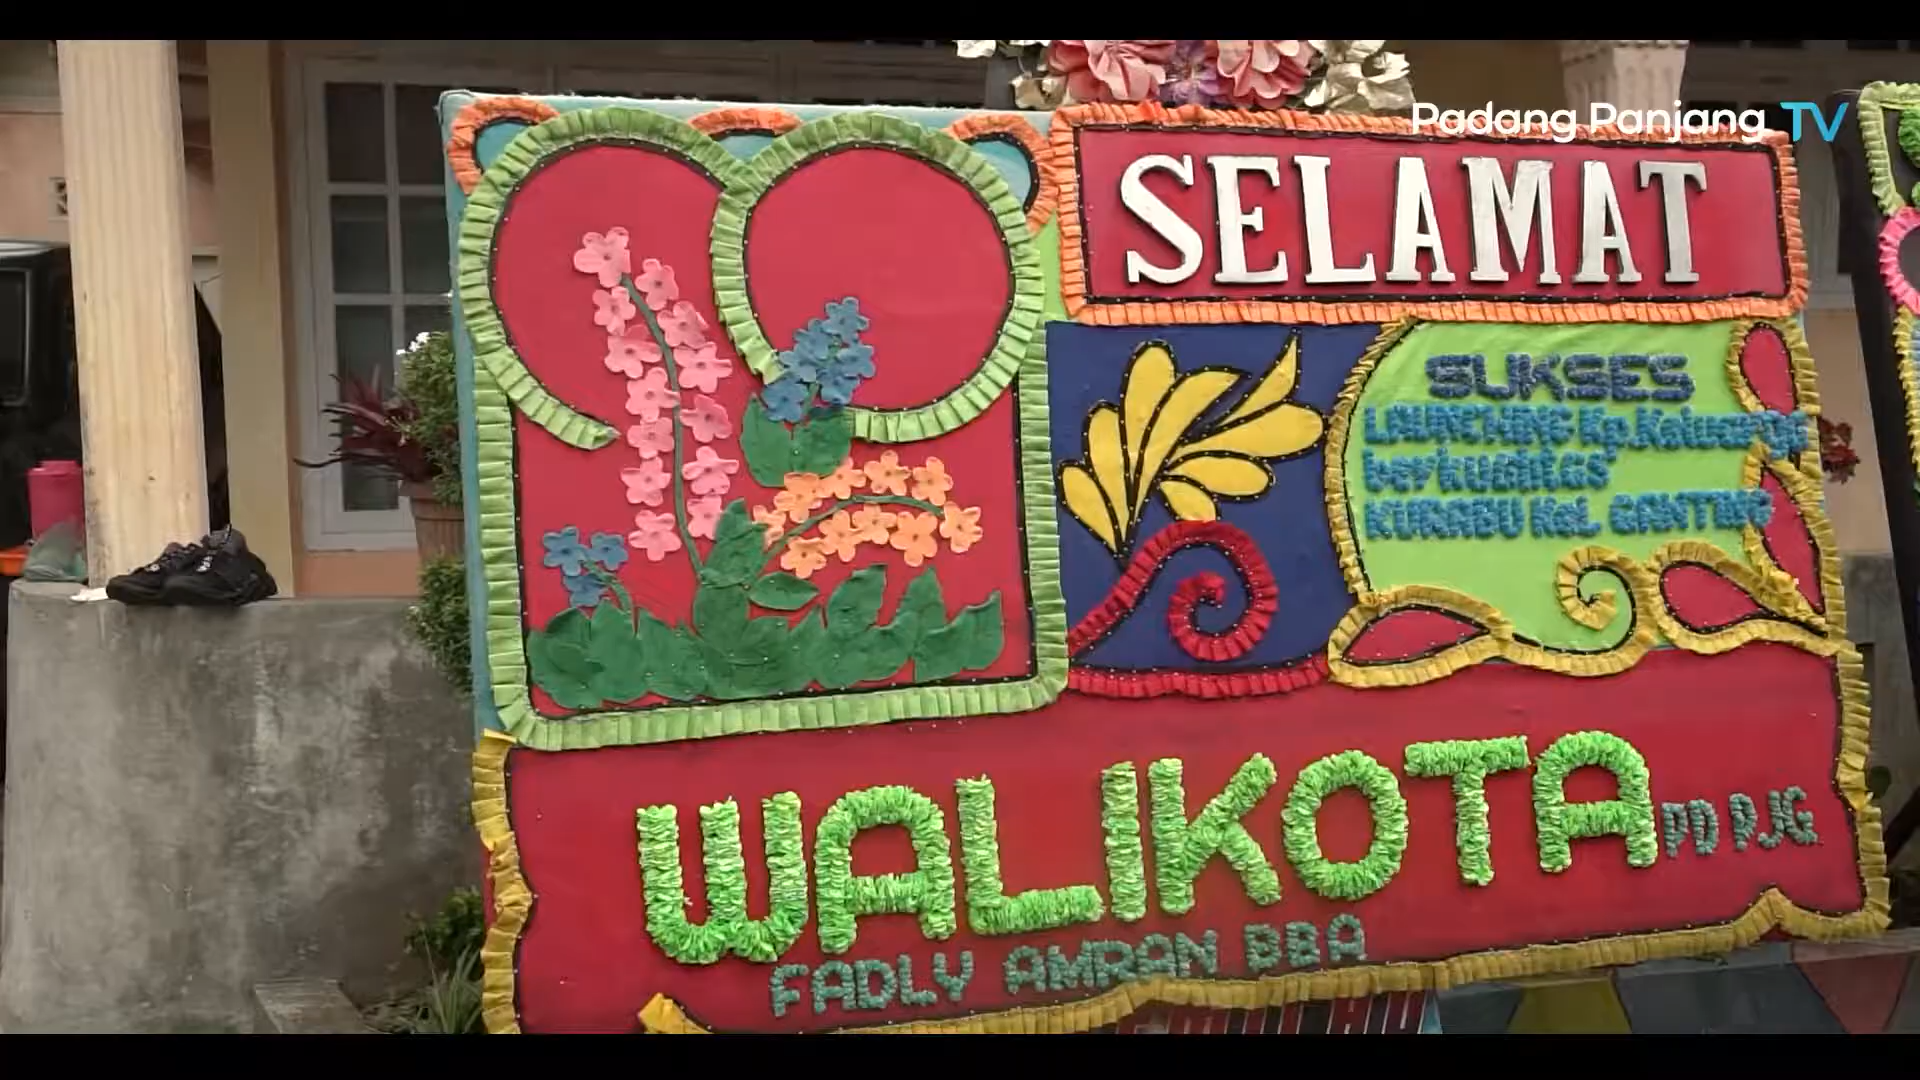 Padang Panjang TV
SELAMAT
SUKSES
LAUNCHING Kp.Keluarga
berkualitas
KURABU Kel. GANTING
WALIKOTA PD PJG
FADLY AMRAN BBA